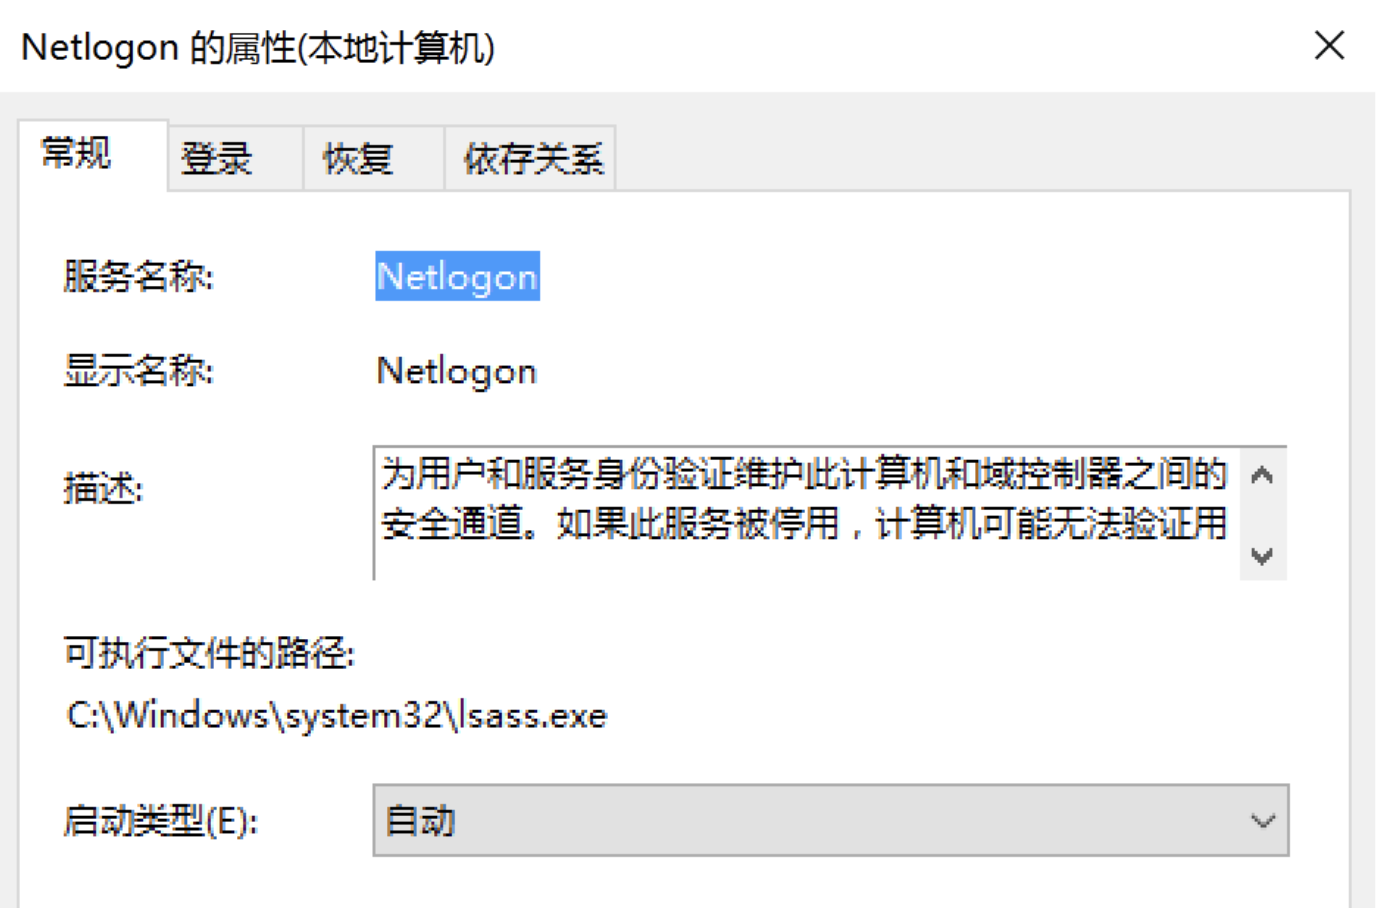 Netlogon 的属性(本地计算机)
常规 登录 恢复 依存关系
服务名称: Netlogon
显示名称: Netlogon
描述: 为用户和服务身份验证维护此计算机和域控制器之间的
安全通道。如果此服务被停用，计算机可能无法验证用
可执行文件的路径:
C:\Windows\system32\lsass.exe
启动类型(E): 自动